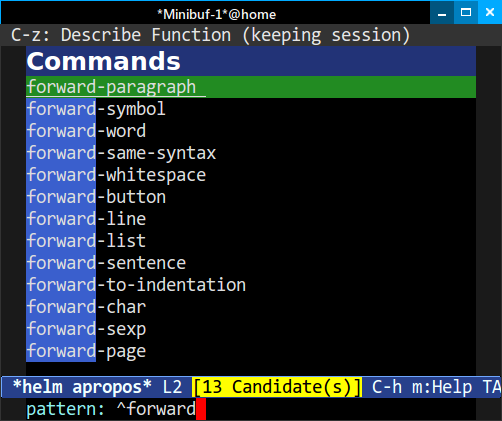 *Minibuf-1*@home
C-z: Describe Function (keeping session)
Commands
forward-paragraph
forward-symbol
forward-word
forward-same-syntax
forward-whitespace
forward-button
forward-line
forward-list
forward-sentence
forward-to-indentation
forward-char
forward-sexp
forward-page
*helm apropos* L2 [13 Candidate(s)] C-h m:Help TA
pattern: ^forward